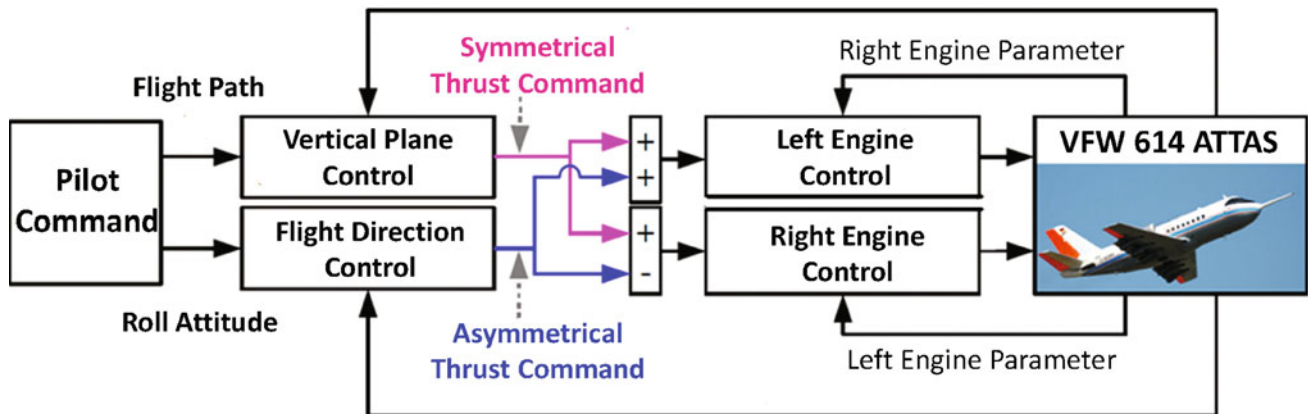 Symmetrical
Thrust Command
Right Engine Parameter
Flight Path
Pilot
Command
Vertical Plane
Control
+
+
Left Engine
Control
VFW 614 ATTAS
Flight Direction
Control
+
-
Right Engine
Control
Roll Attitude
Asymmetrical
Thrust Command
Left Engine Parameter